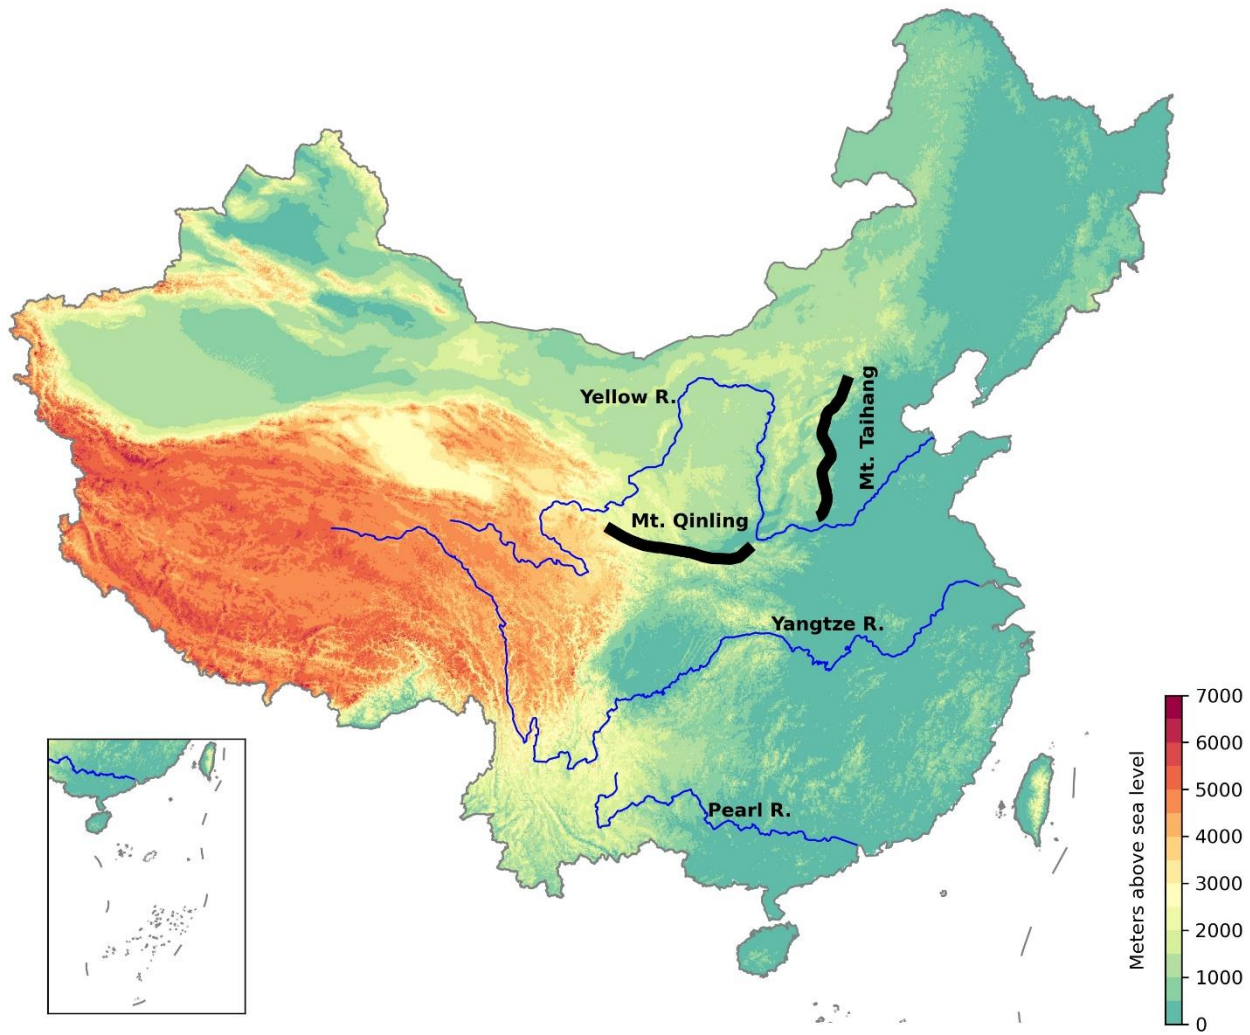 Yellow R.
Mt. Taihang
Mt. Qinling
Yangtze R.
Pearl R.
Meters above sea level
7000
6000
5000
4000
3000
2000
1000
0